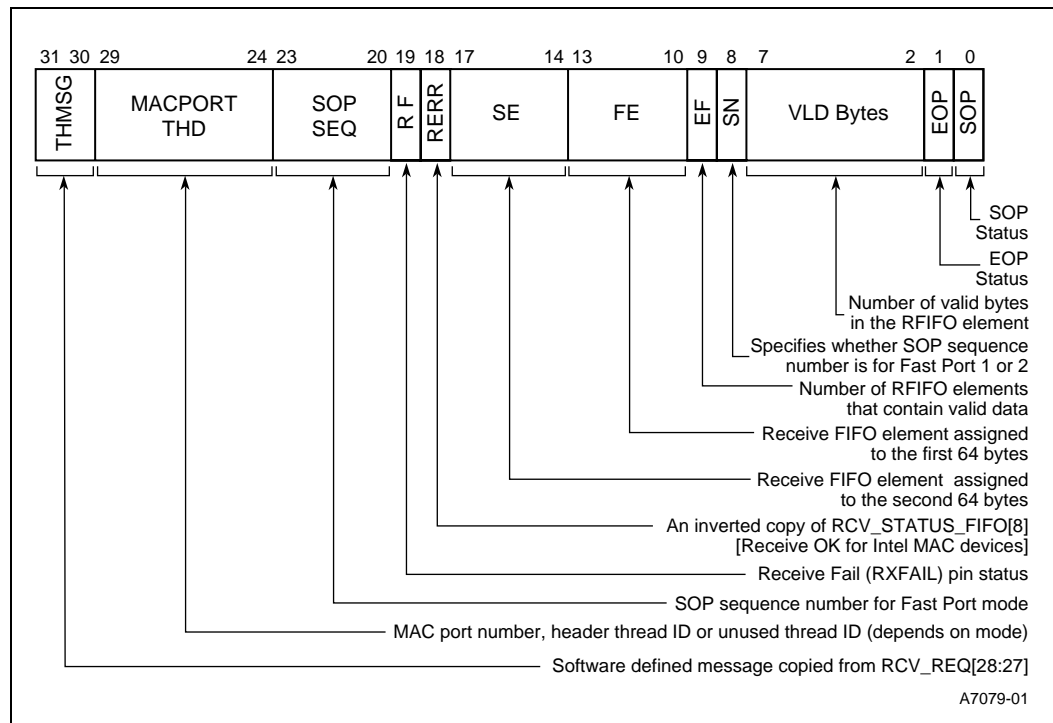 31 30 29 24 23 20 19 18 17 14 13 10 9 8 7 2 1 0
THMSG
MACPORT
THD
SOP
SEQ
R F
RERR
SE
FE
EF
SN
VLD Bytes
EOP
SOP
SOP
Status
EOP
Status
Number of valid bytes
in the RFIFO element
Specifies whether SOP sequence
number is for Fast Port 1 or 2
Number of RFIFO elements
that contain valid data
Receive FIFO element assigned
to the first 64 bytes
Receive FIFO element assigned
to the second 64 bytes
An inverted copy of RCV_STATUS_FIFO[8]
[Receive OK for Intel MAC devices]
Receive Fail (RXFAIL) pin status
SOP sequence number for Fast Port mode
MAC port number, header thread ID or unused thread ID (depends on mode)
Software defined message copied from RCV_REQ[28:27]
A7079-01